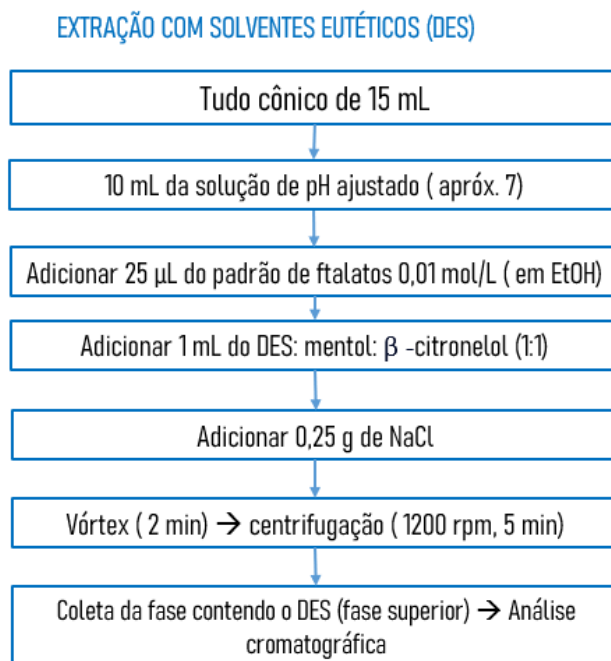 EXTRAÇÃO COM SOLVENTES EUTÉTICOS (DES)
Tudo cônico de 15 mL
10 mL da solução de pH ajustado ( apróx. 7)
Adicionar 25 µL do padrão de ftalatos 0,01 mol/L ( em EtOH)
Adicionar 1 mL do DES: mentol: β -citronelol (1:1)
Adicionar 0,25 g de NaCl
Vórtex ( 2 min) → centrifugação ( 1200 rpm, 5 min)
Coleta da fase contendo o DES (fase superior) → Análise
cromatográfica